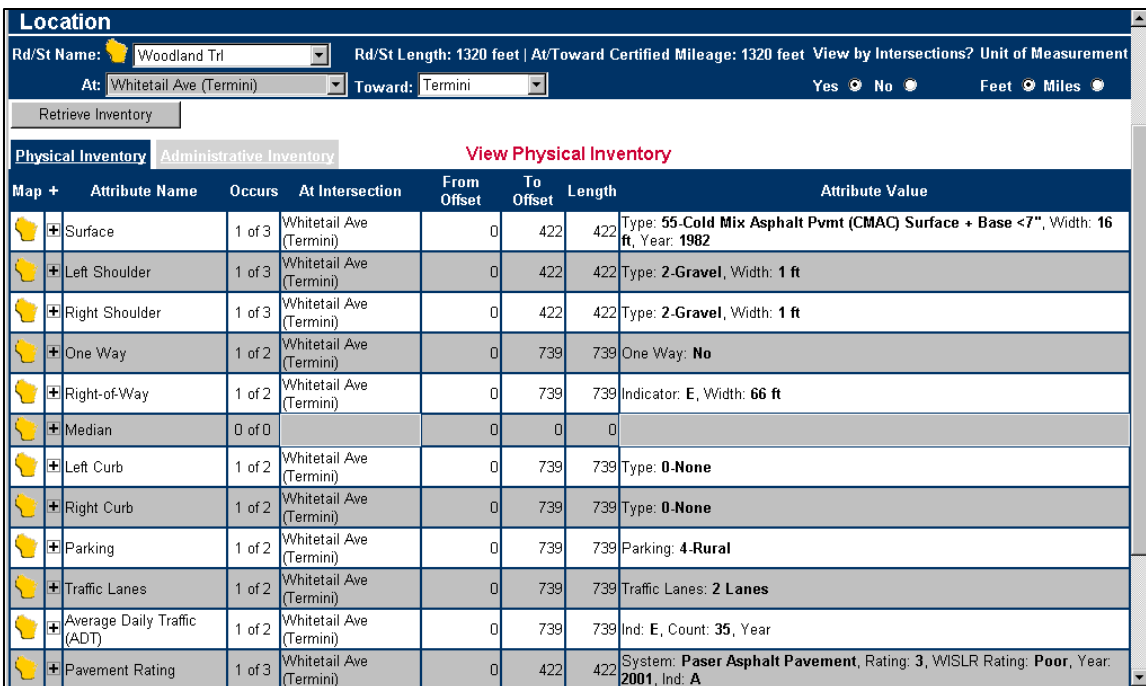 Location
Rd/St Name: Woodland Trl Rd/St Length: 1320 feet | At/Toward Certified Mileage: 1320 feet View by Intersections? Unit of Measurement
At: Whitetail Ave (Termini) Toward: Termini Yes No Feet Miles
Retrieve Inventory
Physical Inventory Administrative Inventory View Physical Inventory
Map + Attribute Name Occurs At Intersection From Offset To Offset Length Attribute Value
+ Surface 1 of 3 Whitetail Ave (Termini) 0 422 422 Type: 55-Cold Mix Asphalt Pvmt (CMAC) Surface + Base <7", Width: 16 ft, Year: 1982
+ Left Shoulder 1 of 3 Whitetail Ave (Termini) 0 422 422 Type: 2-Gravel, Width: 1 ft
+ Right Shoulder 1 of 3 Whitetail Ave (Termini) 0 422 422 Type: 2-Gravel, Width: 1 ft
+ One Way 1 of 2 Whitetail Ave (Termini) 0 739 739 One Way: No
+ Right-of-Way 1 of 2 Whitetail Ave (Termini) 0 739 739 Indicator: E, Width: 66 ft
+ Median 0 of 0 0 0 0
+ Left Curb 1 of 2 Whitetail Ave (Termini) 0 739 739 Type: 0-None
+ Right Curb 1 of 2 Whitetail Ave (Termini) 0 739 739 Type: 0-None
+ Parking 1 of 2 Whitetail Ave (Termini) 0 739 739 Parking: 4-Rural
+ Traffic Lanes 1 of 2 Whitetail Ave (Termini) 0 739 739 Traffic Lanes: 2 Lanes
+ Average Daily Traffic (ADT) 1 of 2 Whitetail Ave (Termini) 0 739 739 Ind: E, Count: 35, Year
+ Pavement Rating 1 of 3 Whitetail Ave (Termini) 0 422 422 System: Paser Asphalt Pavement, Rating: 3, WISLR Rating: Poor, Year: 2001, Ind: A